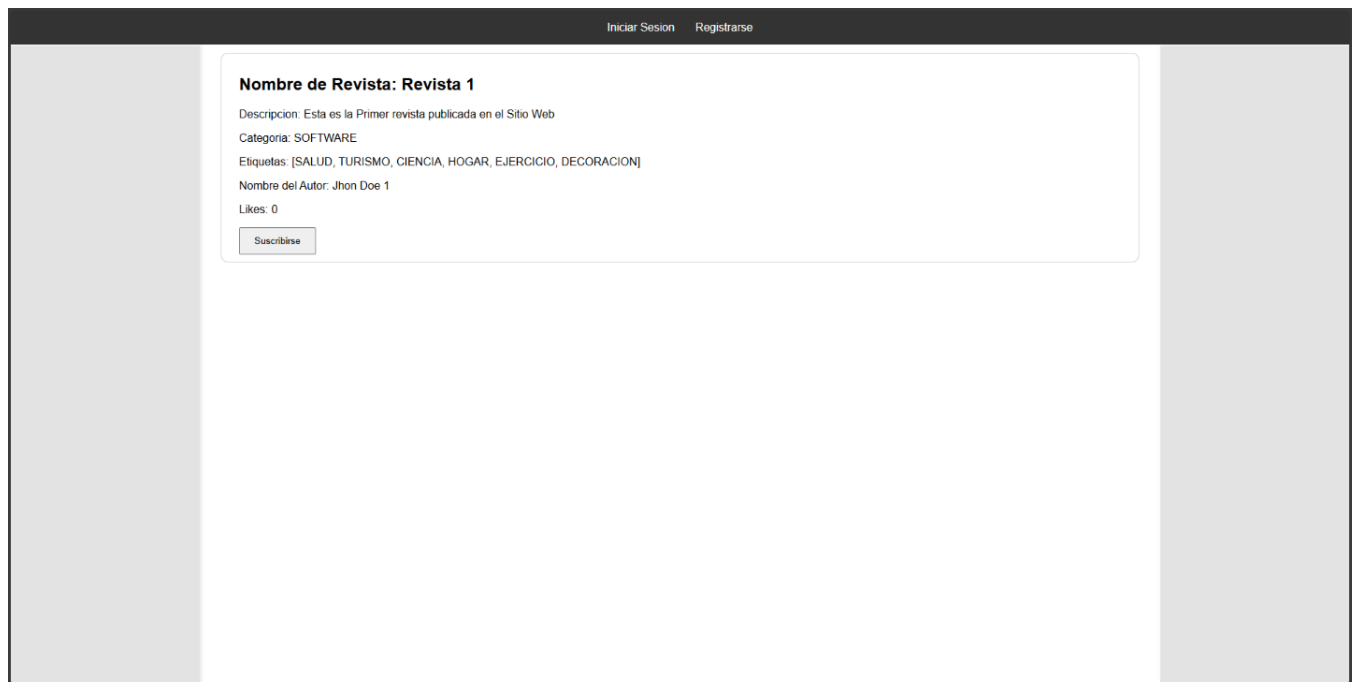 Iniciar Sesion Registrarse
Nombre de Revista: Revista 1
Descripcion: Esta es la Primer revista publicada en el Sitio Web
Categoria: SOFTWARE
Etiquetas: [SALUD, TURISMO, CIENCIA, HOGAR, EJERCICIO, DECORACION]
Nombre del Autor: Jhon Doe 1
Likes: 0
Suscribirse